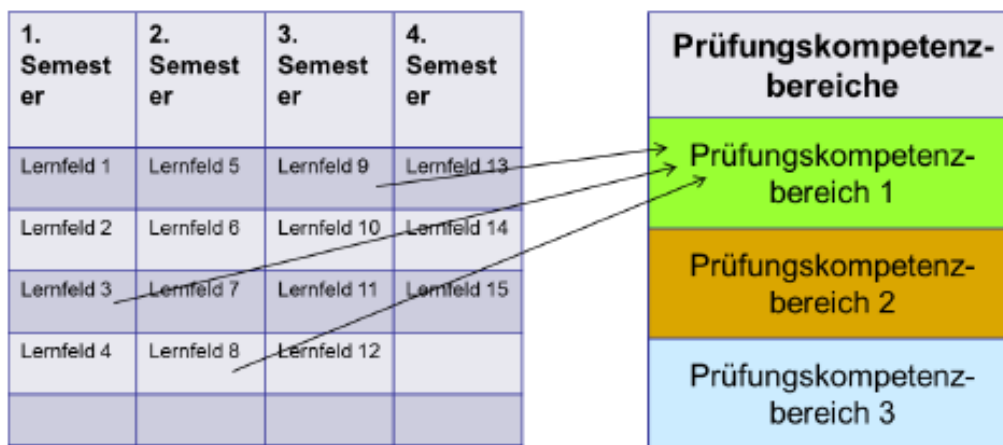 1.
Semest
er
2.
Semest
er
3.
Semest
er
4.
Semest
er
Lernfeld 1
Lernfeld 5
Lernfeld 9
Lernfeld 13
Lernfeld 2
Lernfeld 6
Lernfeld 10
Lernfeld 14
Lernfeld 3
Lernfeld 7
Lernfeld 11
Lernfeld 15
Lernfeld 4
Lernfeld 8
Lernfeld 12
Prüfungskompetenz-
bereiche
Prüfungskompetenz-
bereich 1
Prüfungskompetenz-
bereich 2
Prüfungskompetenz-
bereich 3